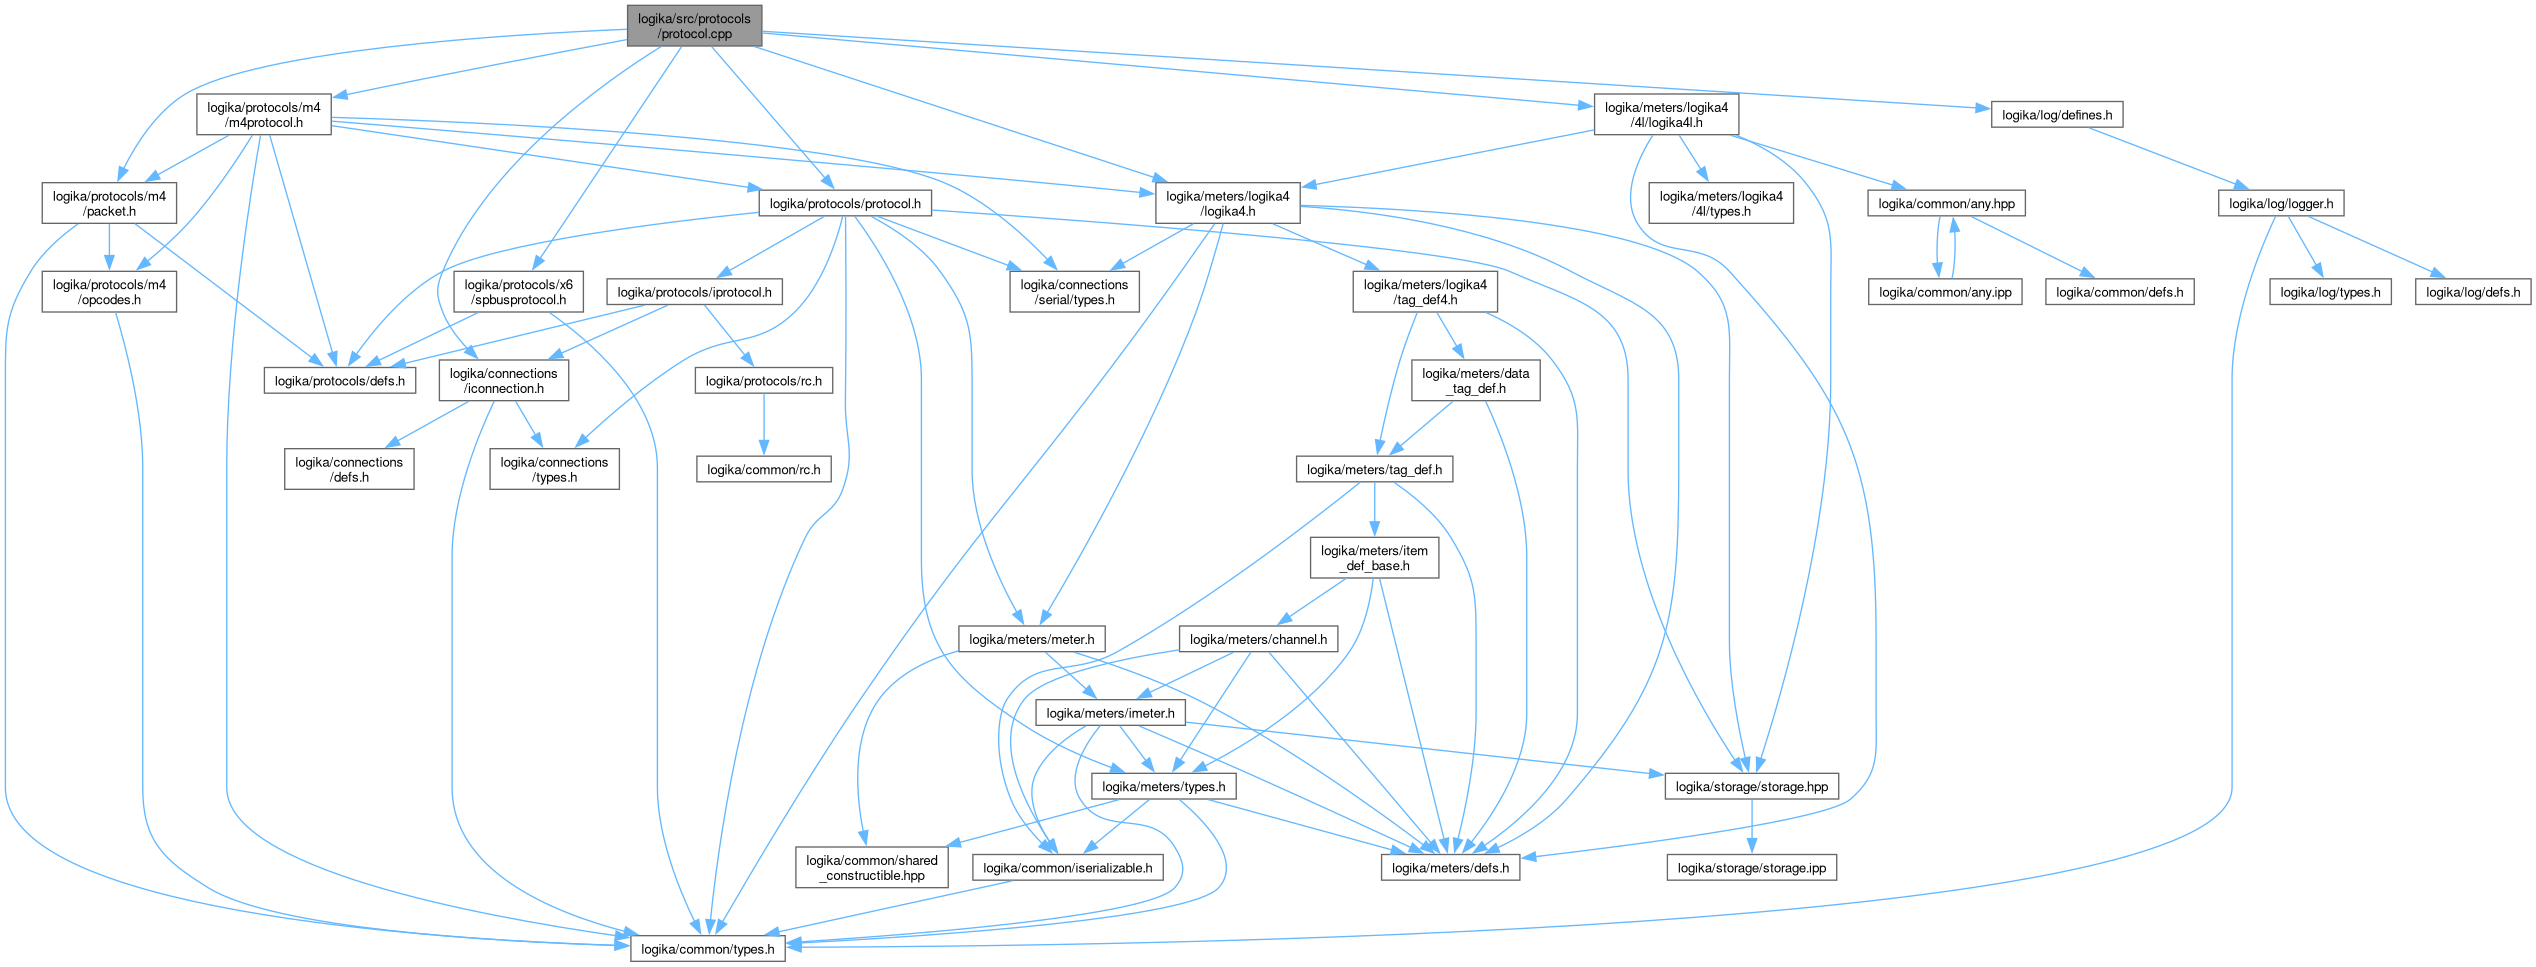 logika/src/protocols
/protocol.cpp
logika/protocols/m4
/m4protocol.h
logika/meters/logika4
/4l/logika4l.h
logika/log/defines.h
logika/protocols/m4
/packet.h
logika/protocols/protocol.h
logika/meters/logika4
/logika4.h
logika/meters/logika4
/4l/types.h
logika/common/any.hpp
logika/log/logger.h
logika/protocols/m4
/opcodes.h
logika/protocols/x6
/spbusprotocol.h
logika/protocols/iprotocol.h
logika/connections
/serial/types.h
logika/meters/logika4
/tag_def4.h
logika/common/any.ipp
logika/common/defs.h
logika/log/types.h
logika/log/defs.h
logika/protocols/defs.h
logika/connections
/iconnection.h
logika/protocols/rc.h
logika/meters/data
_tag_def.h
logika/connections
/defs.h
logika/connections
/types.h
logika/common/rc.h
logika/meters/tag_def.h
logika/meters/item
_def_base.h
logika/meters/meter.h
logika/meters/channel.h
logika/meters/imeter.h
logika/meters/types.h
logika/storage/storage.hpp
logika/common/shared
_constructible.hpp
logika/common/iserializable.h
logika/meters/defs.h
logika/storage/storage.ipp
logika/common/types.h